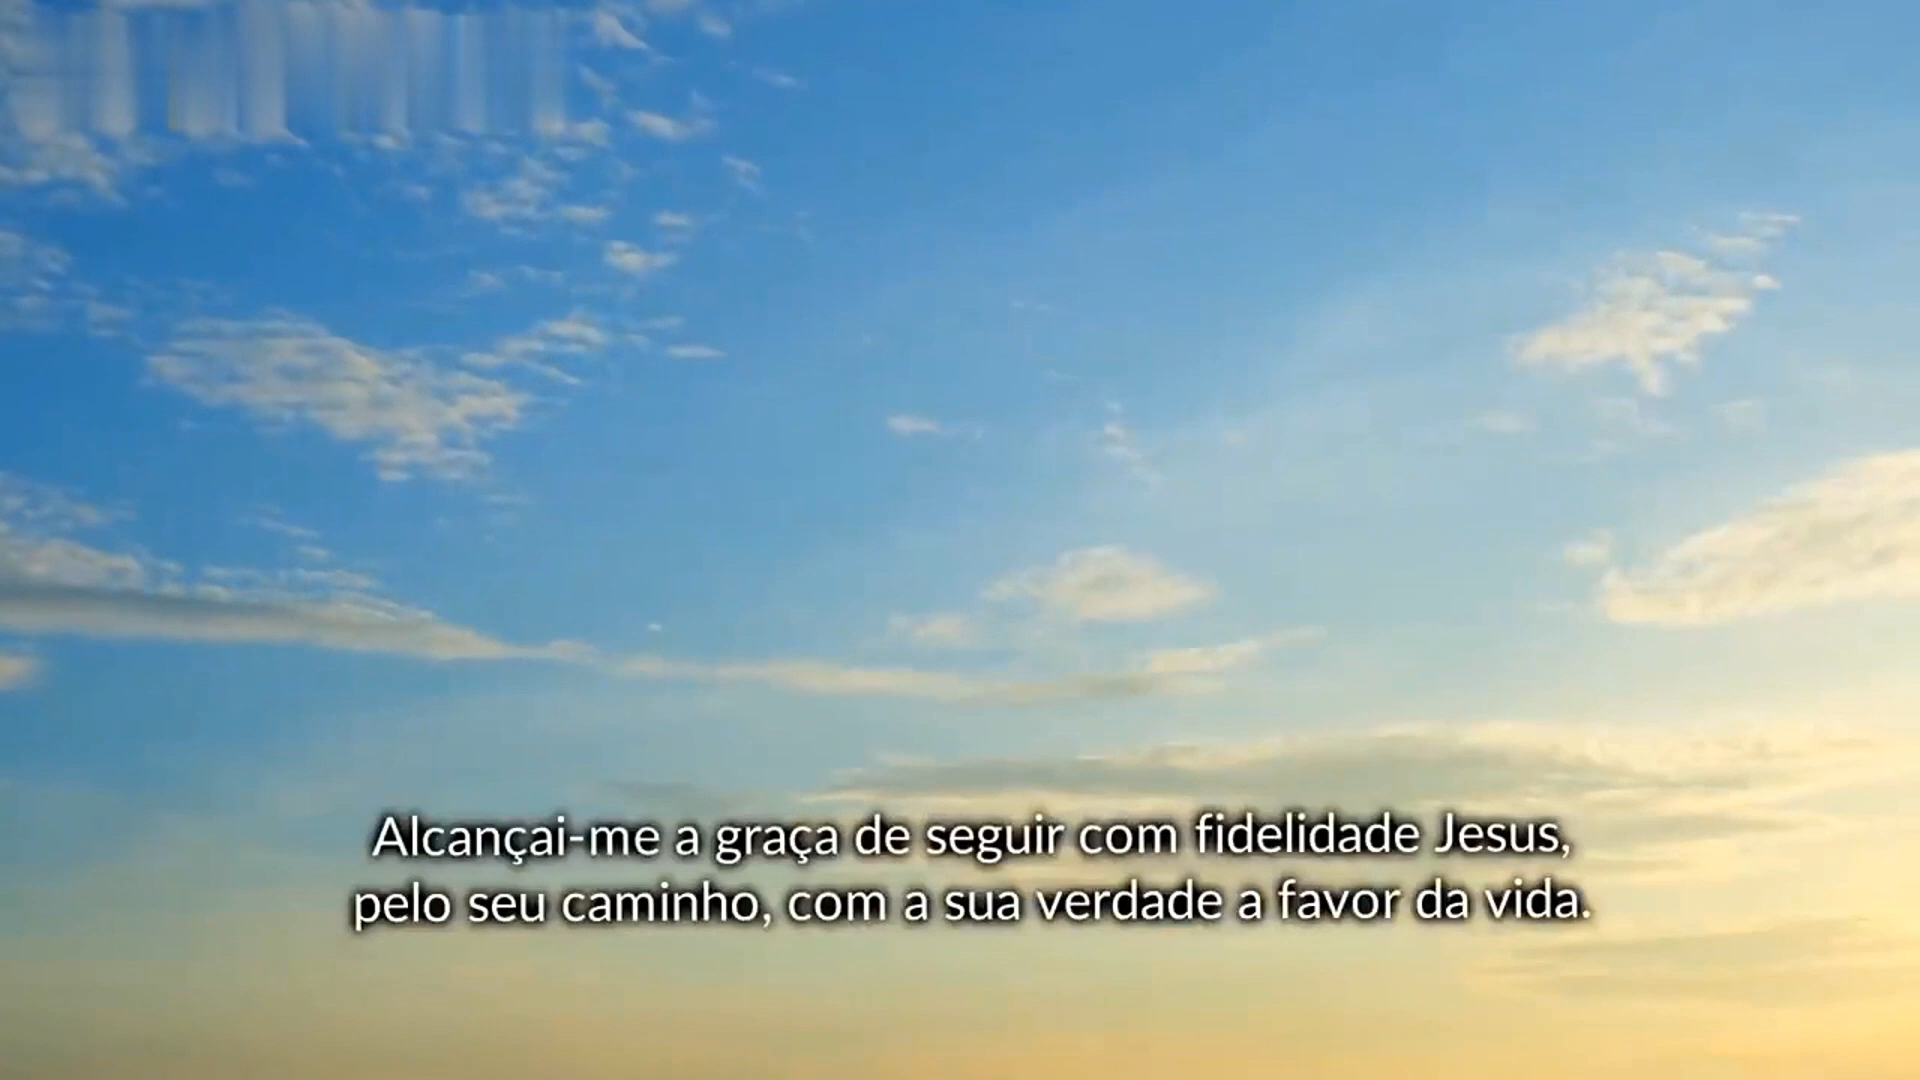 Alcançai-me a graça de seguir com fidelidade Jesus,
pelo seu caminho, com a sua verdade a favor da vida.